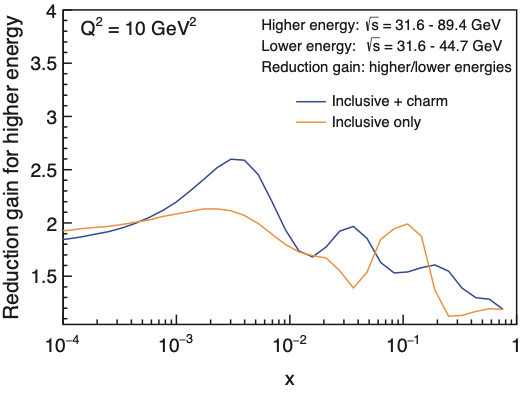 Q² = 10 GeV²
Higher energy: √s = 31.6 - 89.4 GeV
Lower energy: √s = 31.6 - 44.7 GeV
Reduction gain: higher/lower energies
Inclusive + charm
Inclusive only
Reduction gain for higher energy
4
3.5
3
2.5
2
1.5
10⁻⁴ 10⁻³ 10⁻² 10⁻¹ 1
x